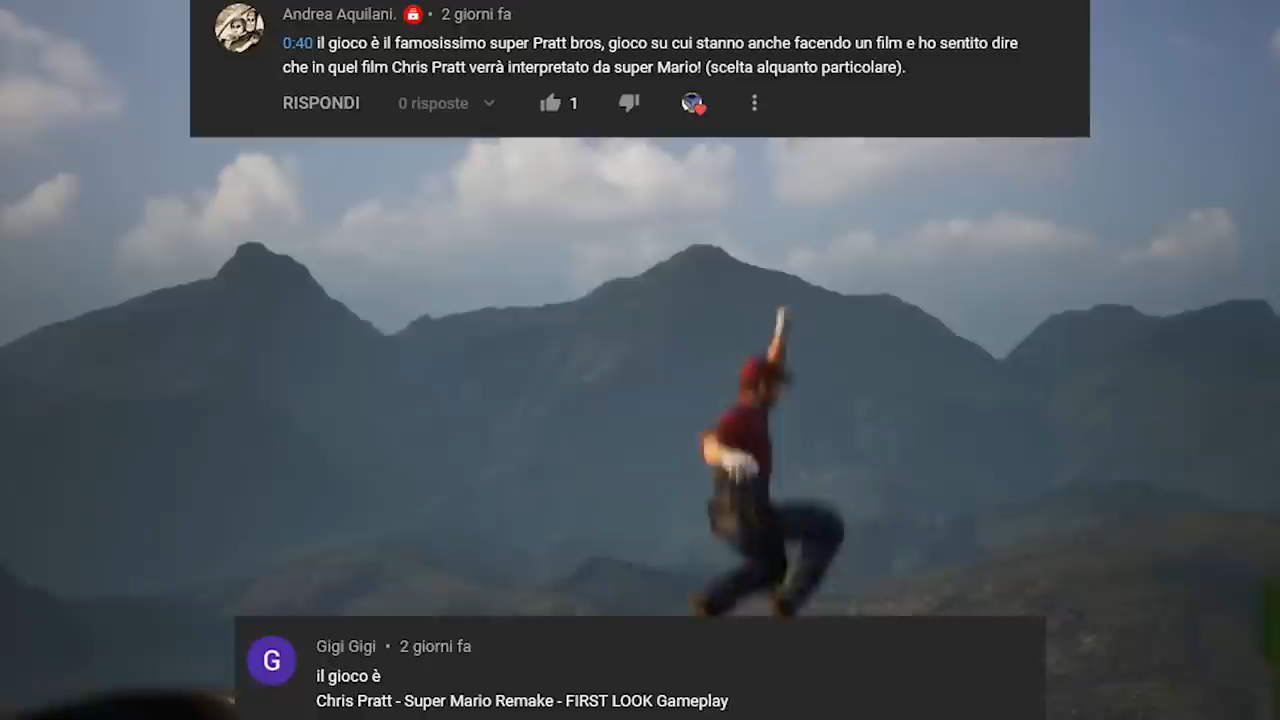 Andrea Aquilani. • 2 giorni fa
0:40 il gioco è il famosissimo super Pratt bros, gioco su cui stanno anche facendo un film e ho sentito dire
che in quel film Chris Pratt verrà interpretato da super Mario! (scelta alquanto particolare).
RISPONDI 0 risposte 1
G
Gigi Gigi • 2 giorni fa
il gioco è
Chris Pratt - Super Mario Remake - FIRST LOOK Gameplay